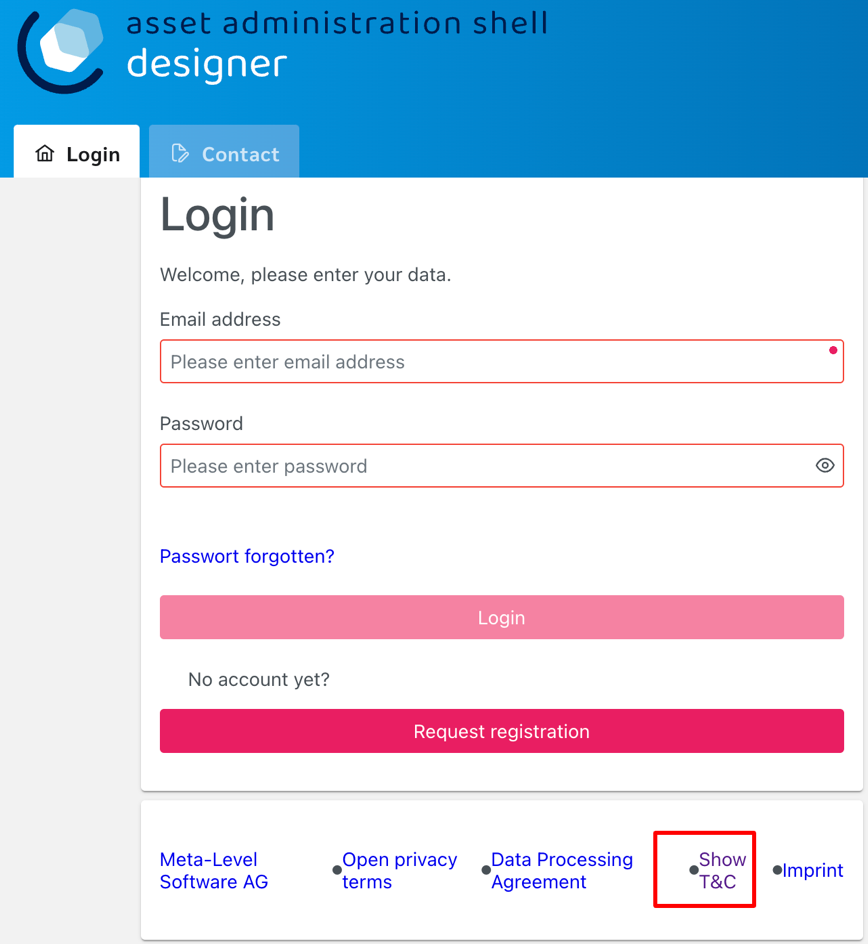 asset administration shell
designer
Login
Contact
Login
Welcome, please enter your data.
Email address
Please enter email address
Password
Please enter password
Passwort forgotten?
Login
No account yet?
Request registration
Meta-Level
Software AG
Open privacy
terms
Data Processing
Agreement
Show
T&C
Imprint